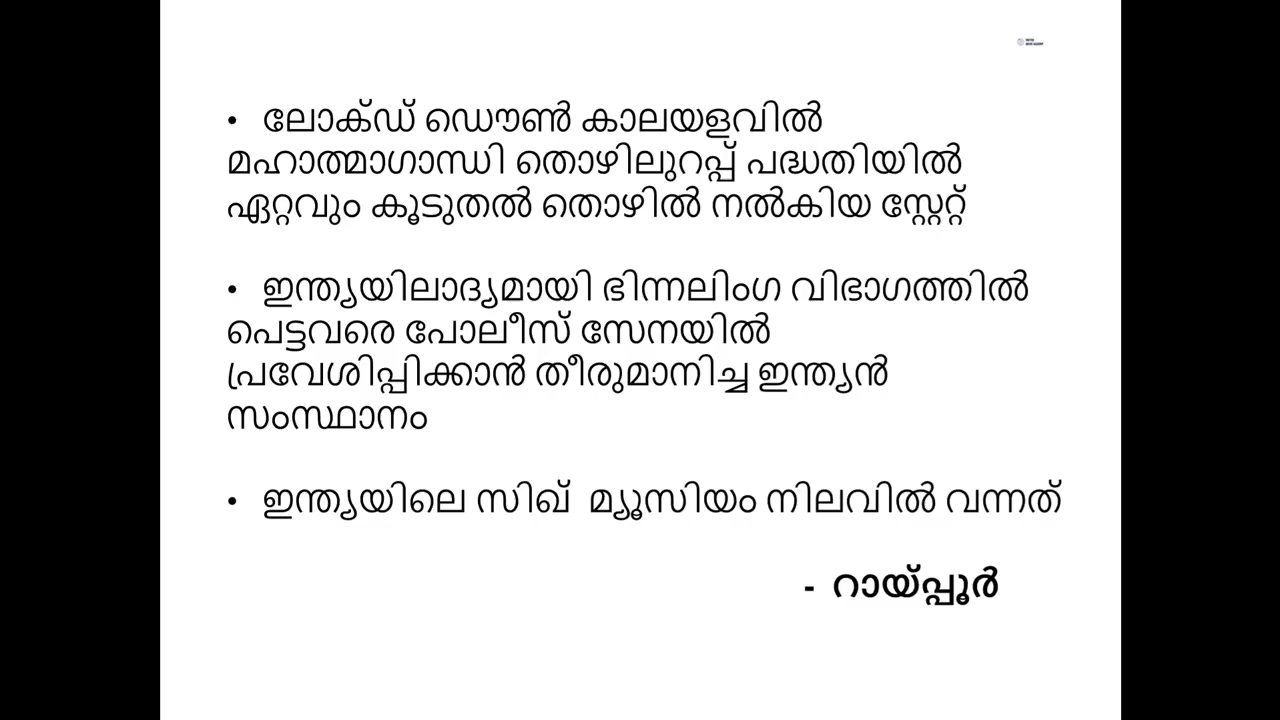 • ലോക്ഡ് ഡൌൺ കാലയളവിൽ
മഹാത്മാഗാന്ധി തൊഴിലുറപ്പ് പദ്ധതിയിൽ
ഏറ്റവും കൂടുതൽ തൊഴിൽ നൽകിയ സ്റ്റേറ്റ്
• ഇന്ത്യയിലാദ്യമായി ഭിന്നലിംഗ വിഭാഗത്തിൽ
പെട്ടവരെ പോലീസ് സേനയിൽ
പ്രവേശിപ്പിക്കാൻ തീരുമാനിച്ച ഇന്ത്യൻ
സംസ്ഥാനം
• ഇന്ത്യയിലെ സിഖ് മ്യൂസിയം നിലവിൽ വന്നത്
- റായ്പ്പൂർ